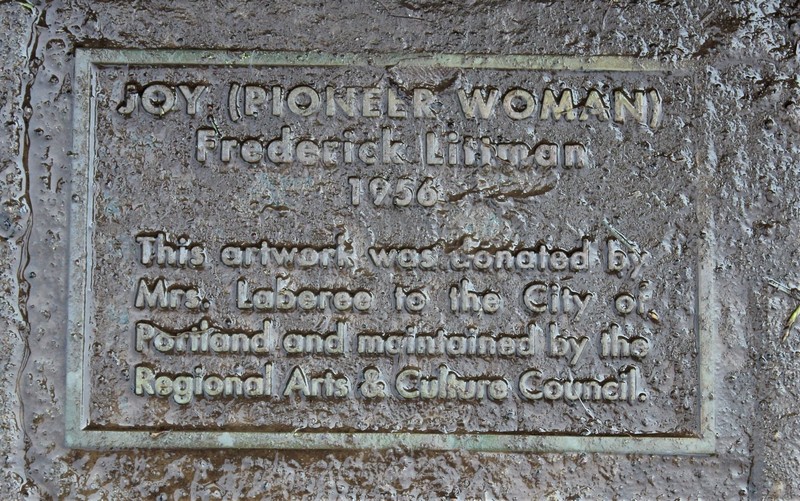 JOY (PIONEER WOMAN)
Frederick Littman
1956
This artwork was donated by
Mrs. Laberee to the City of
Portland and maintained by the
Regional Arts & Culture Council.